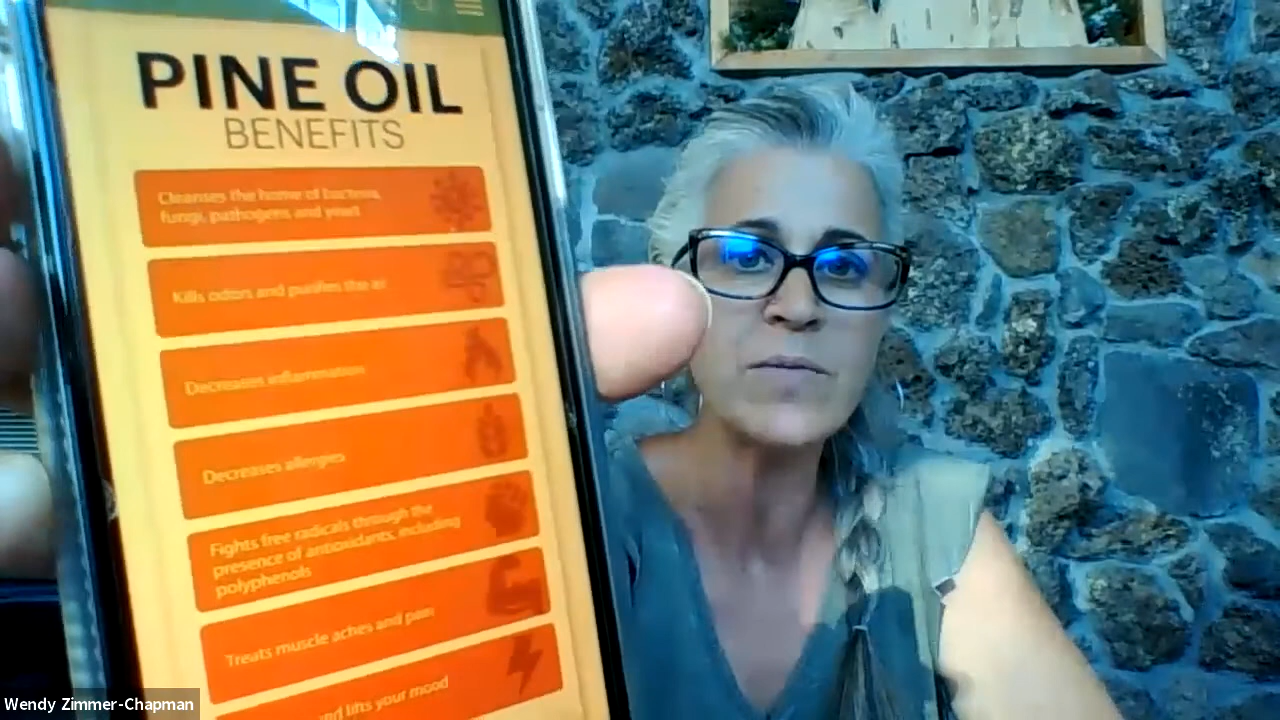 PINE OIL
BENEFITS
Cleanses the home of bacteria,
fungi, pathogens and yeast
Kills odors and purifies the air
Decreases inflammation
Decreases allergies
Fights free radicals through the
presence of antioxidants, including
polyphenols
Treats muscle aches and pain
and lifts your mood
Wendy Zimmer-Chapman